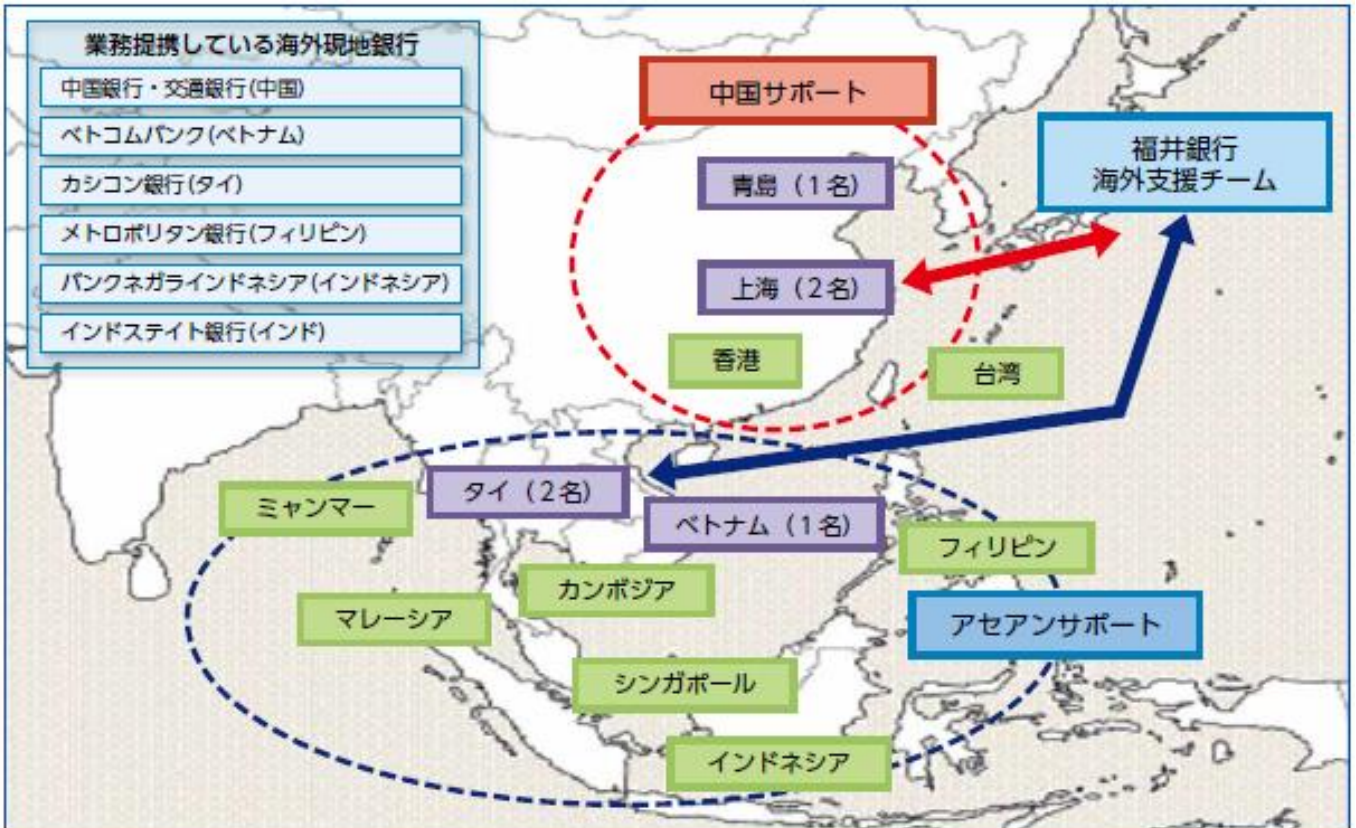 業務提携している海外現地銀行
中国銀行・交通銀行(中国)
ベトコムバンク(ベトナム)
カシコン銀行(タイ)
メトロポリタン銀行(フィリピン)
バンクネガラインドネシア(インドネシア)
インドステイト銀行(インド)
中国サポート
福井銀行
海外支援チーム
青島（1名）
上海（2名）
香港
台湾
タイ（2名）
ミャンマー
ベトナム（1名）
フィリピン
カンボジア
マレーシア
アセアンサポート
シンガポール
インドネシア